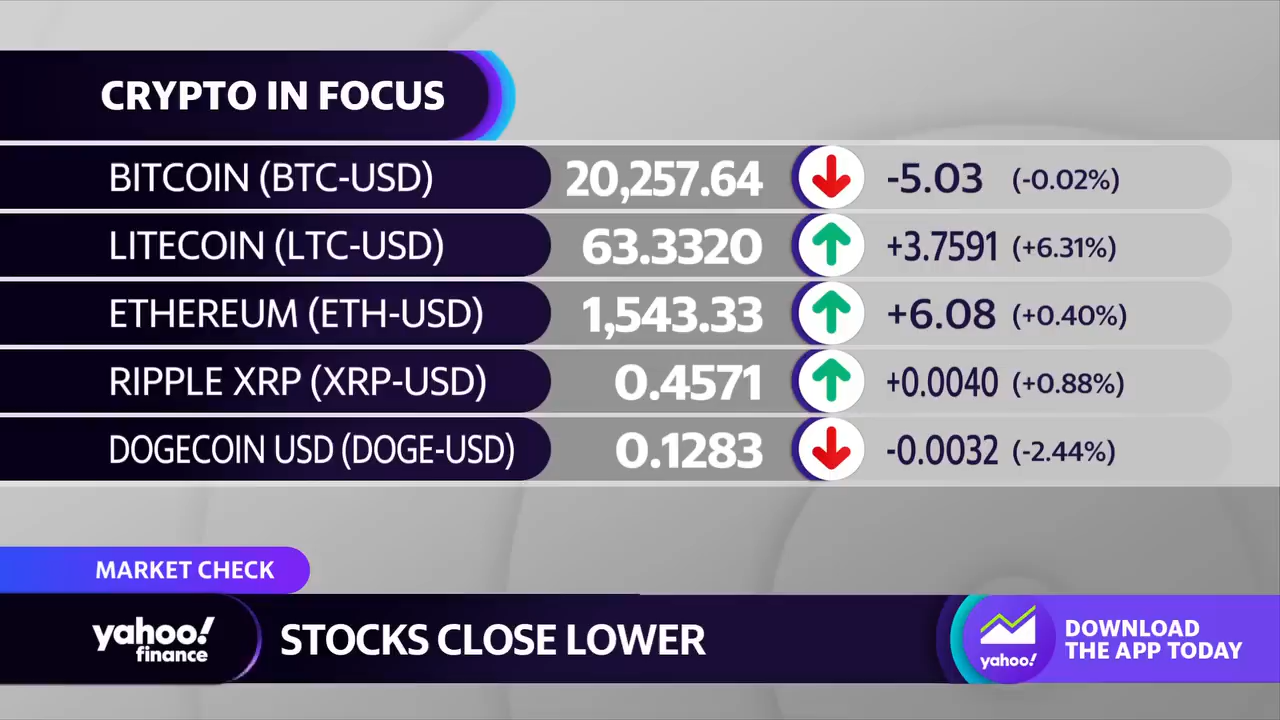 CRYPTO IN FOCUS
BITCOIN (BTC-USD) 20,257.64 -5.03 (-0.02%)
LITECOIN (LTC-USD) 63.3320 +3.7591 (+6.31%)
ETHEREUM (ETH-USD) 1,543.33 +6.08 (+0.40%)
RIPPLE XRP (XRP-USD) 0.4571 +0.0040 (+0.88%)
DOGECOIN USD (DOGE-USD) 0.1283 -0.0032 (-2.44%)
MARKET CHECK
yahoo!
finance
STOCKS CLOSE LOWER
yahoo!
DOWNLOAD
THE APP TODAY